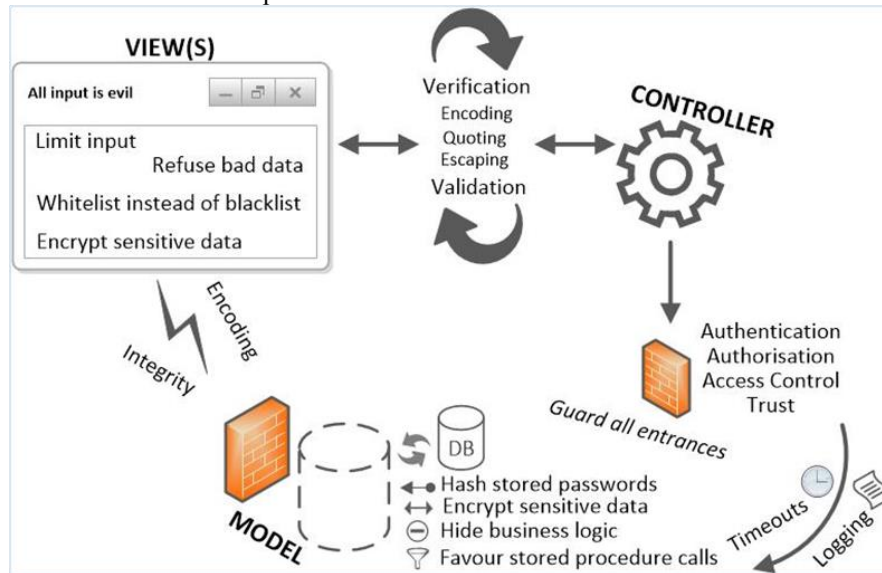 VIEW(S)
All input is evil
Limit input
Refuse bad data
Whitelist instead of blacklist
Encrypt sensitive data
Verification
Encoding
Quoting
Escaping
Validation
CONTROLLER
Authentication
Authorisation
Access Control
Trust
Guard all entrances
Timeouts
Logging
Encoding
Integrity
MODEL
DB
Hash stored passwords
Encrypt sensitive data
Hide business logic
Favour stored procedure calls